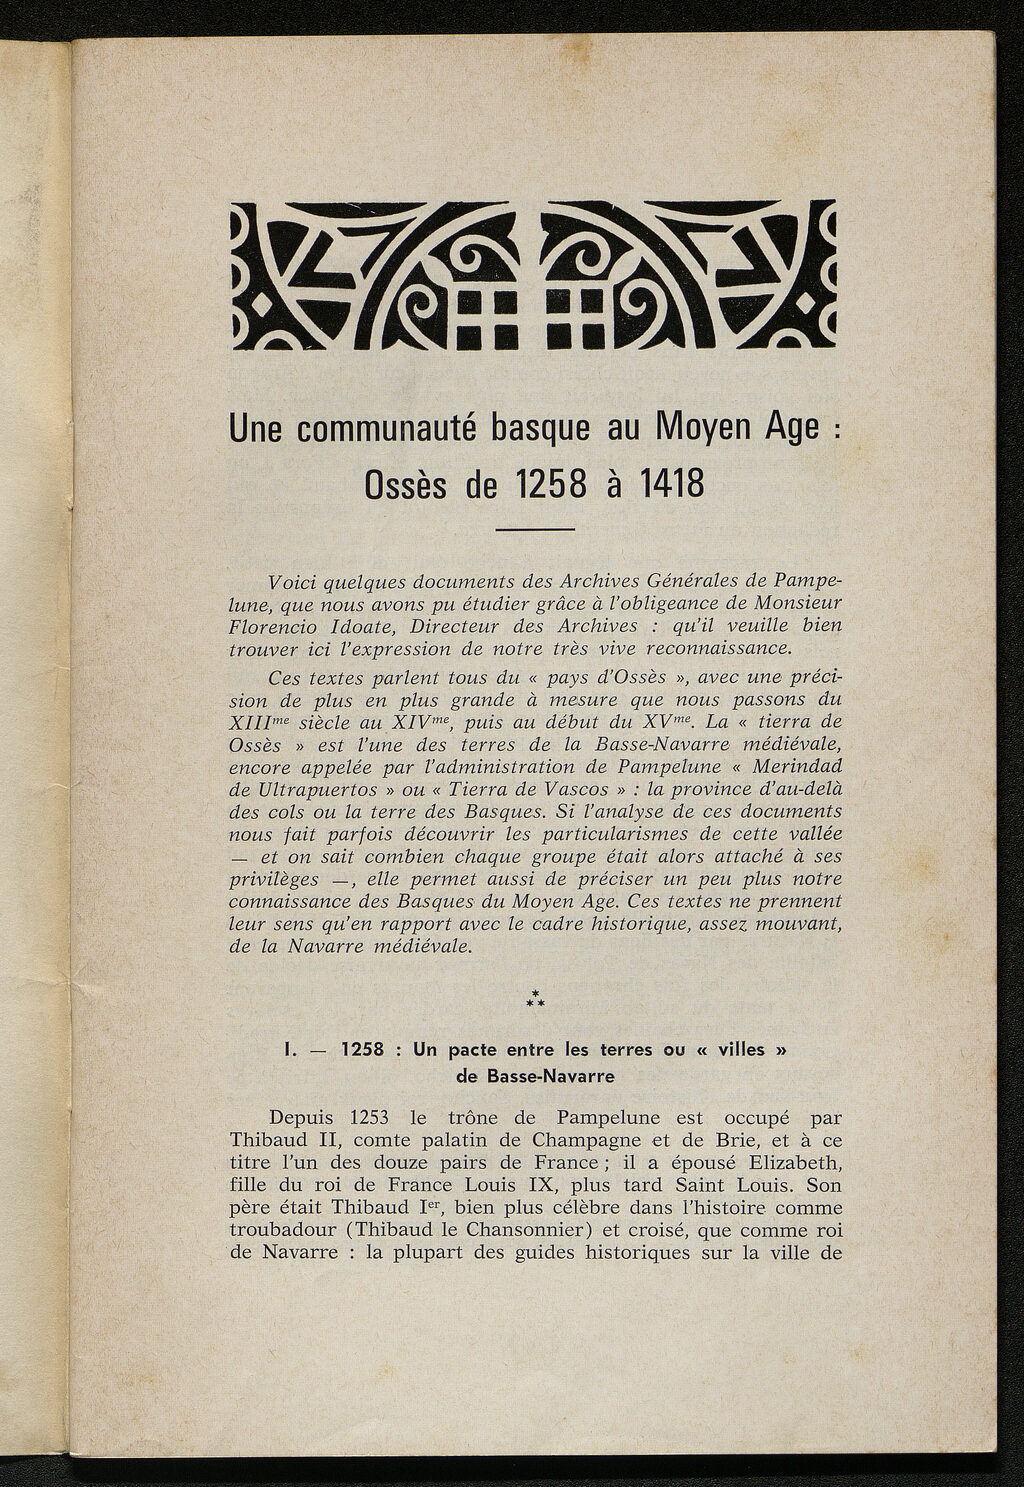 Une communauté basque au Moyen Age :
Ossès de 1258 à 1418
Voici quelques documents des Archives Générales de Pampe-
lune, que nous avons pu étudier grâce à l'obligeance de Monsieur
Florencio Idoate, Directeur des Archives : qu'il veuille bien
trouver ici l'expression de notre très vive reconnaissance.
Ces textes parlent tous du « pays d'Ossès », avec une préci-
sion de plus en plus grande à mesure que nous passons du
XIIIme siècle au XIVme, puis au début du XVme. La « tierra de
Ossès » est l'une des terres de la Basse-Navarre médiévale,
encore appelée par l'administration de Pampelune « Merindad
de Ultrapuertos » ou « Tierra de Vascos » : la province d'au-delà
des cols ou la terre des Basques. Si l'analyse de ces documents
nous fait parfois découvrir les particularismes de cette vallée
— et on sait combien chaque groupe était alors attaché à ses
privilèges —, elle permet aussi de préciser un peu plus notre
connaissance des Basques du Moyen Age. Ces textes ne prennent
leur sens qu'en rapport avec le cadre historique, assez mouvant,
de la Navarre médiévale.
***
I. — 1258 : Un pacte entre les terres ou « villes »
de Basse-Navarre
Depuis 1253 le trône de Pampelune est occupé par
Thibaud II, comte palatin de Champagne et de Brie, et à ce
titre l'un des douze pairs de France ; il a épousé Elizabeth,
fille du roi de France Louis IX, plus tard Saint Louis. Son
père était Thibaud Ier, bien plus célèbre dans l'histoire comme
troubadour (Thibaud le Chansonnier) et croisé, que comme roi
de Navarre : la plupart des guides historiques sur la ville de